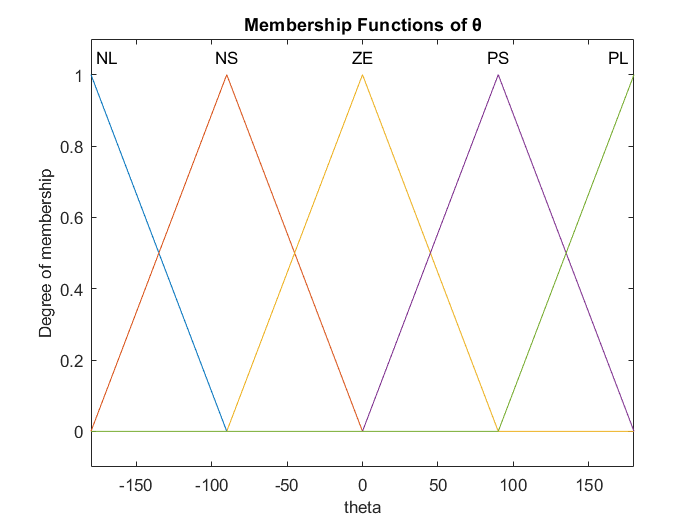 Membership Functions of θ
NL NS ZE PS PL
1
0.8
0.6
0.4
0.2
0
Degree of membership
-150 -100 -50 0 50 100 150
theta